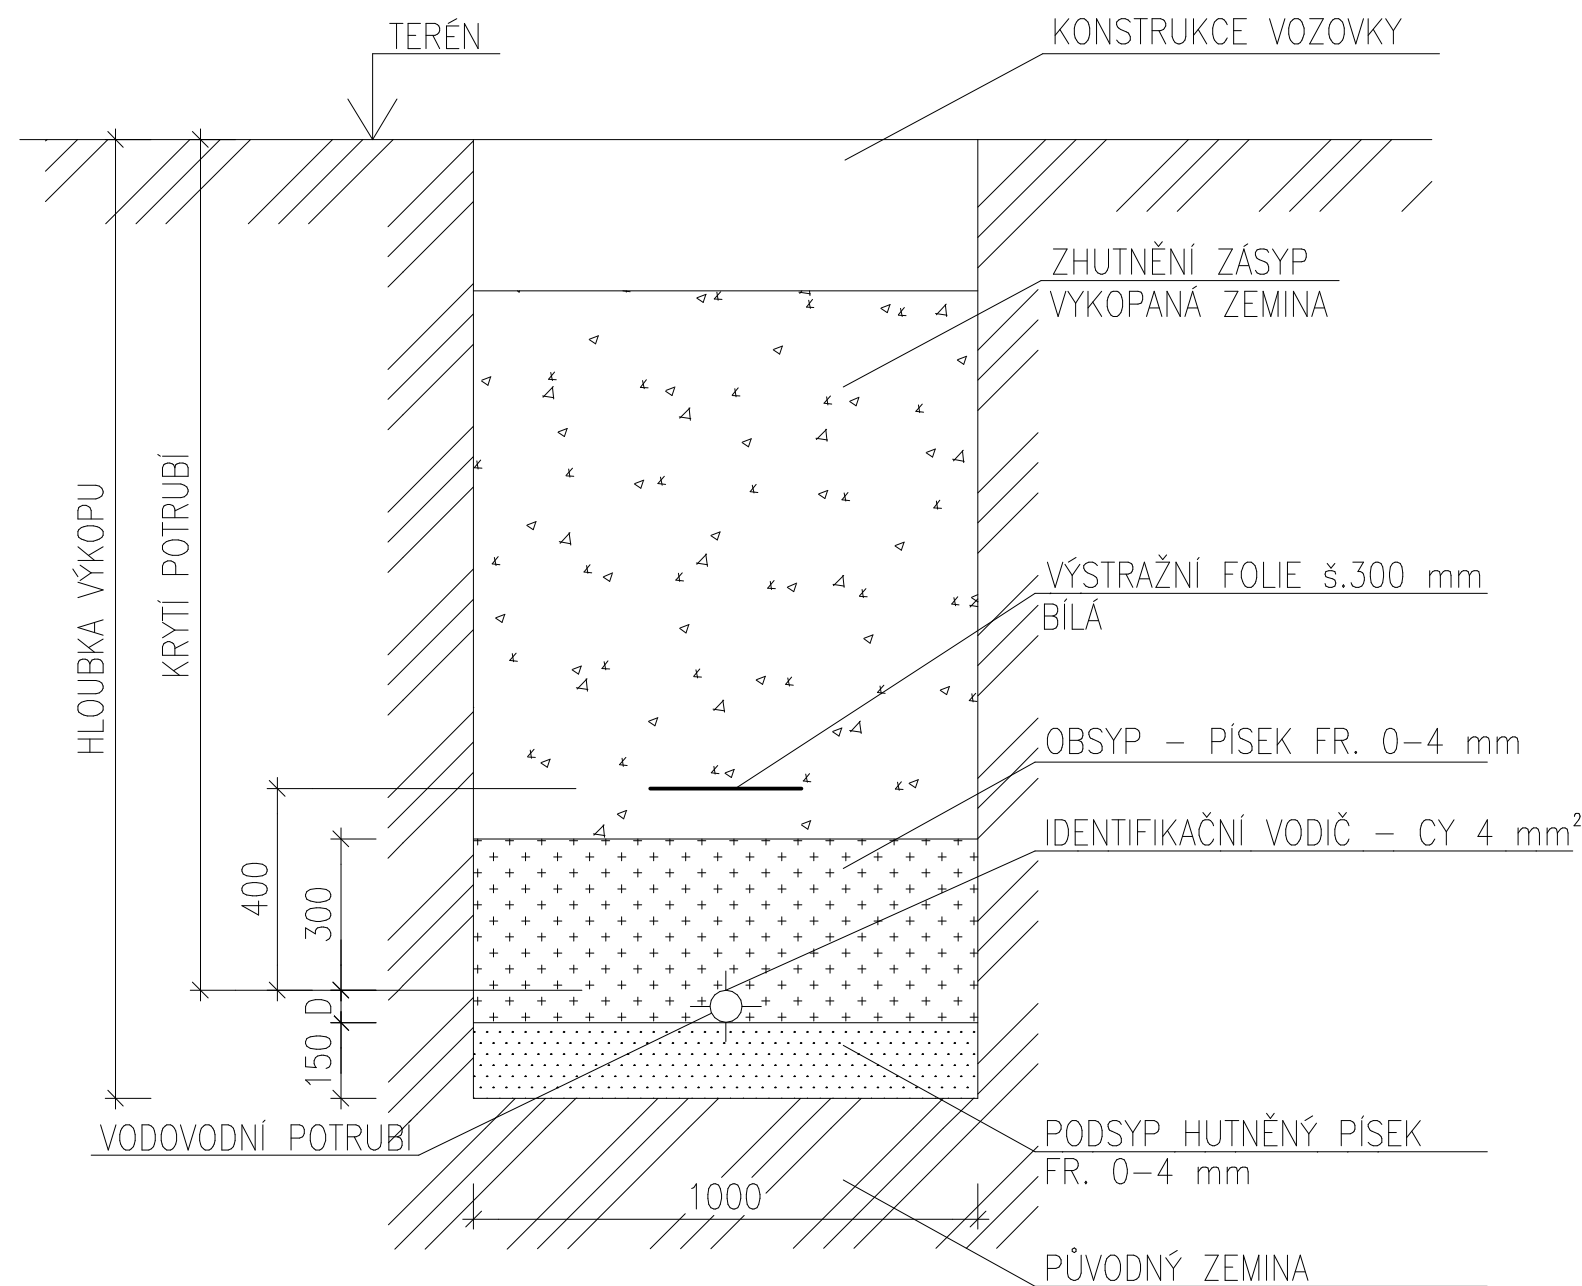 TERÉN
KONSTRUKCE VOZOVKY
ZHUTNĚNÍ ZÁSYP
VYKOPANÁ ZEMINA
HLOUBKA VÝKOPU
KRYTÍ POTRUBÍ
VÝSTRAŽNÍ FOLIE š.300 mm
BÍLÁ
OBSYP – PÍSEK FR. 0–4 mm
IDENTIFIKAČNÍ VODIČ – CY 4 mm²
400
300
D
150
VODOVODNÍ POTRUBÍ
PODSYP HUTNĚNÝ PÍSEK
FR. 0–4 mm
1000
PŮVODNÝ ZEMINA